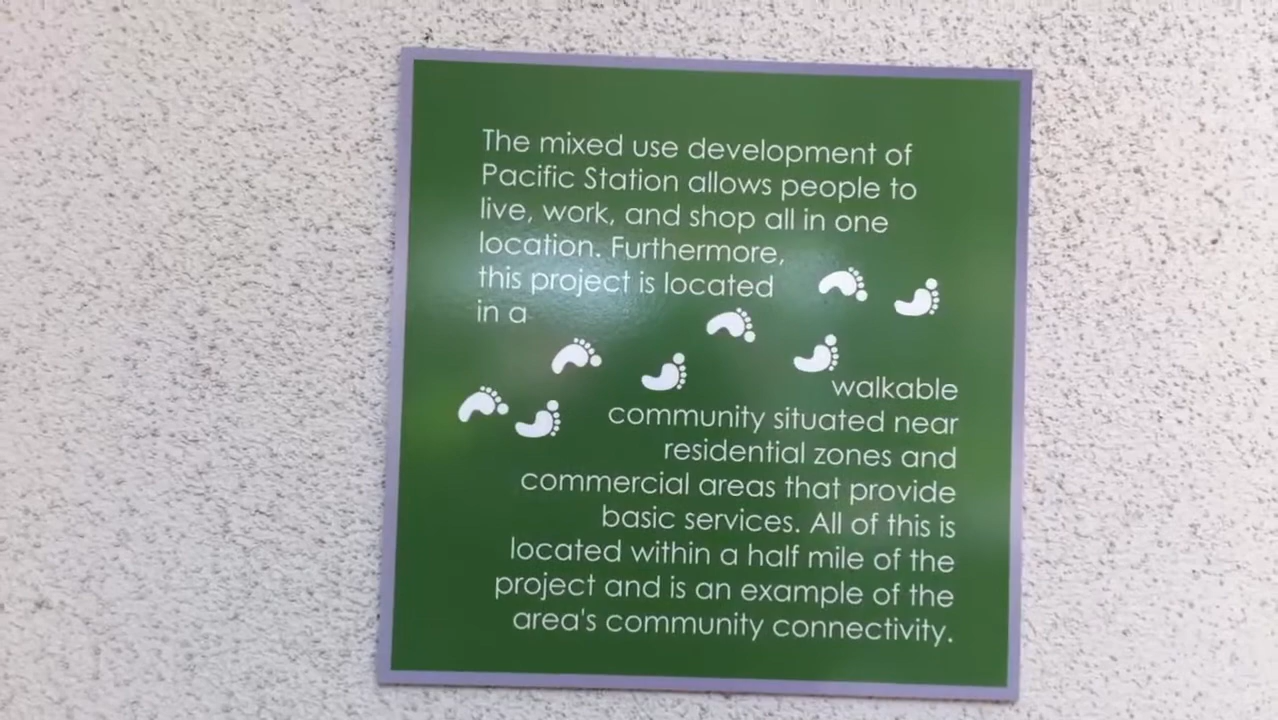 The mixed use development of
Pacific Station allows people to
live, work, and shop all in one
location. Furthermore,
this project is located
in a
walkable
community situated near
residential zones and
commercial areas that provide
basic services. All of this is
located within a half mile of the
project and is an example of the
area's community connectivity.